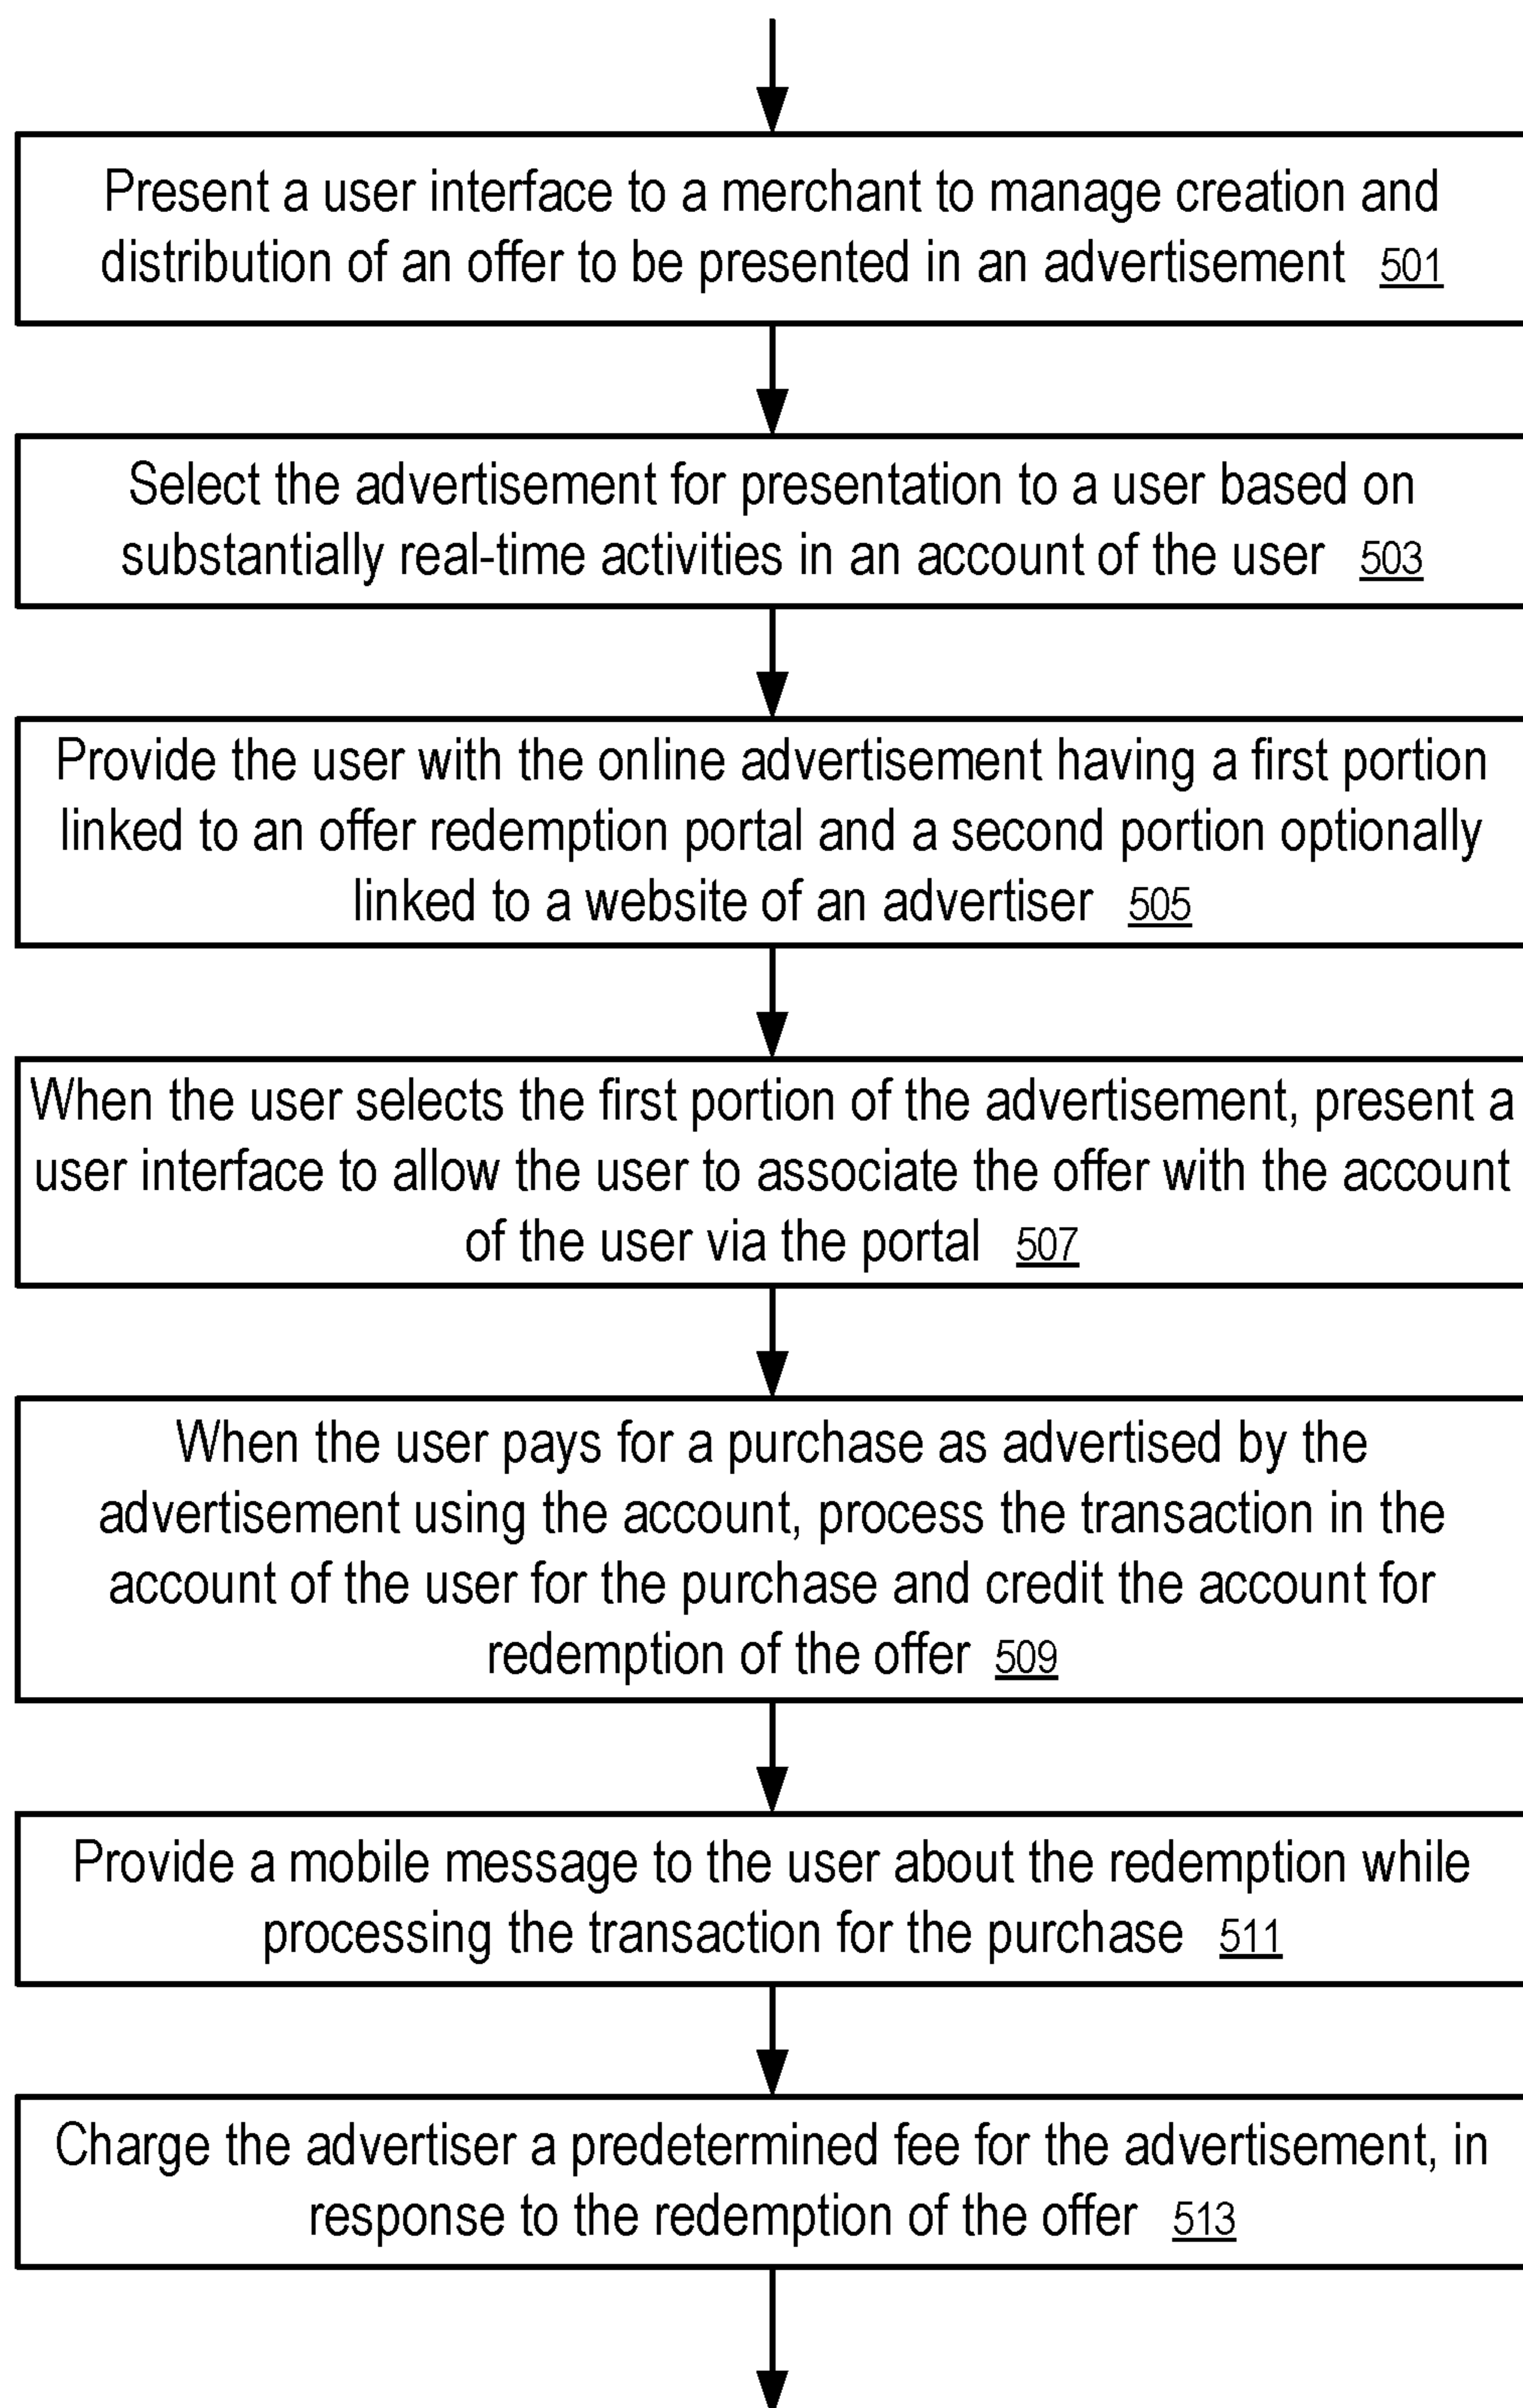 Present a user interface to a merchant to manage creation and
distribution of an offer to be presented in an advertisement 501
Select the advertisement for presentation to a user based on
substantially real-time activities in an account of the user 503
Provide the user with the online advertisement having a first portion
linked to an offer redemption portal and a second portion optionally
linked to a website of an advertiser 505
When the user selects the first portion of the advertisement, present a
user interface to allow the user to associate the offer with the account
of the user via the portal 507
When the user pays for a purchase as advertised by the
advertisement using the account, process the transaction in the
account of the user for the purchase and credit the account for
redemption of the offer 509
Provide a mobile message to the user about the redemption while
processing the transaction for the purchase 511
Charge the advertiser a predetermined fee for the advertisement, in
response to the redemption of the offer 513